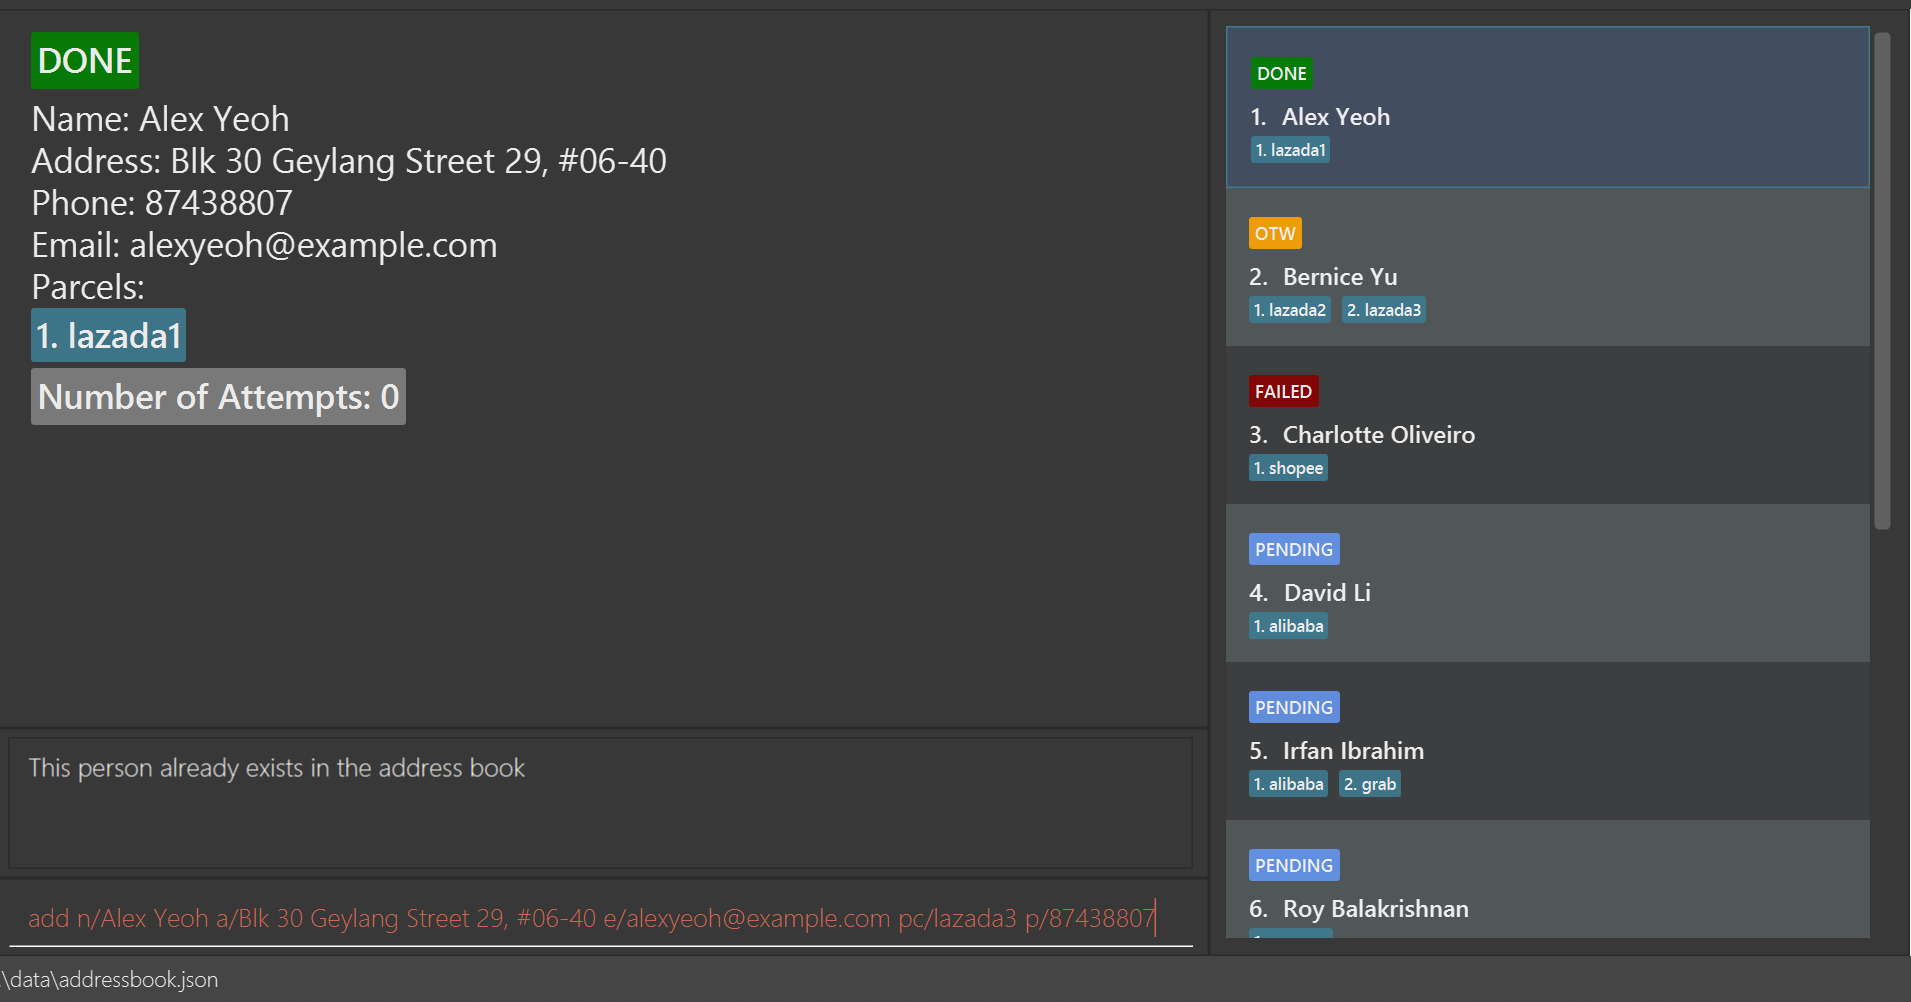 DONE
Name: Alex Yeoh
Address: Blk 30 Geylang Street 29, #06-40
Phone: 87438807
Email: alexyeoh@example.com
Parcels:
1. lazada1
Number of Attempts: 0
This person already exists in the address book
add n/Alex Yeoh a/Blk 30 Geylang Street 29, #06-40 e/alexyeoh@example.com pc/lazada3 p/87438807
\data\addressbook.json
DONE
1. Alex Yeoh
1. lazada1
OTW
2. Bernice Yu
1. lazada2 2. lazada3
FAILED
3. Charlotte Oliveiro
1. shopee
PENDING
4. David Li
1. alibaba
PENDING
5. Irfan Ibrahim
1. alibaba 2. grab
PENDING
6. Roy Balakrishnan